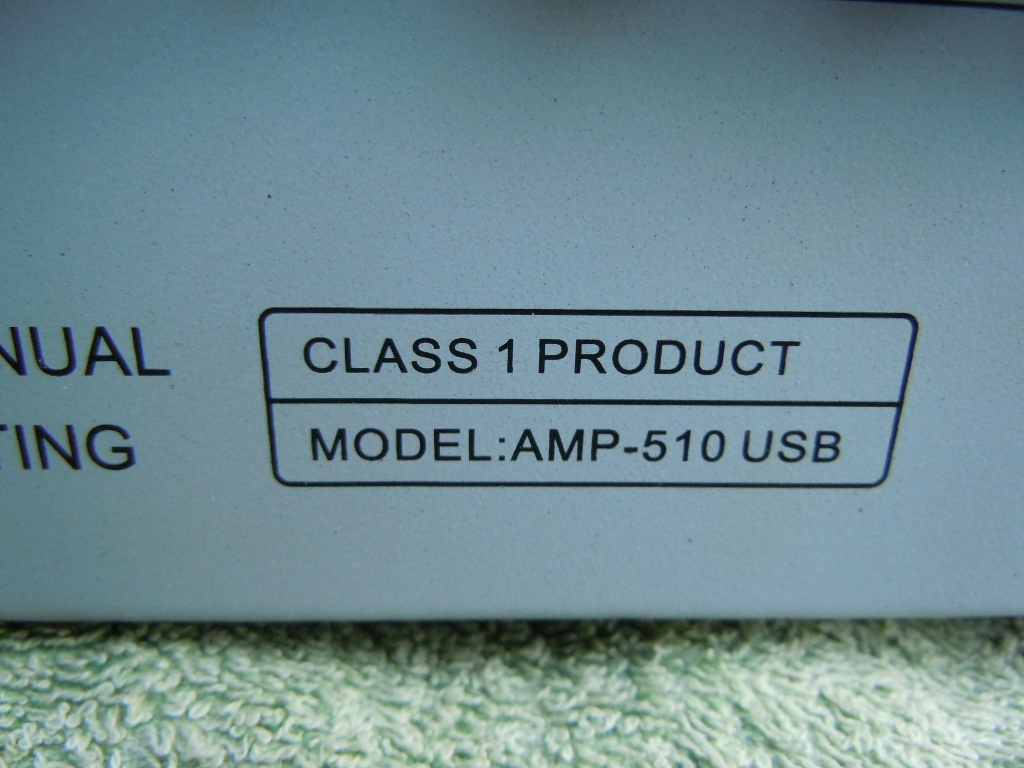 NUAL
TING
CLASS 1 PRODUCT
MODEL:AMP-510 USB